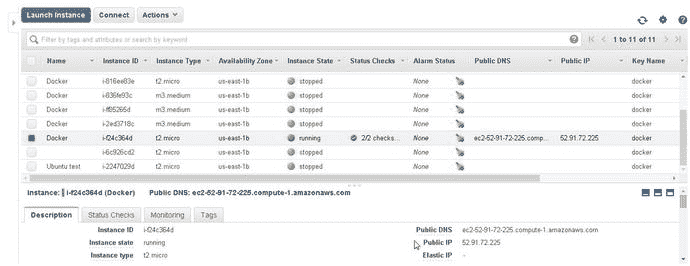 Launch Instance Connect Actions
Filter by tags and attributes or search by keyword 1 to 11 of 11
Name Instance ID Instance Type Availability Zone Instance State Status Checks Alarm Status Public DNS Public IP Key Name
Docker i-816ee83e t2.micro us-east-1b stopped None docker
Docker i-836fe93c m3.medium us-east-1b stopped None docker
Docker i-ff85265d m3.medium us-east-1b stopped None docker
Docker i-2ed3718c m3.medium us-east-1b stopped None docker
Docker i-f24c364d t2.micro us-east-1b running 2/2 checks... None ec2-52-91-72-225.comp... 52.91.72.225 docker
i-6c926cd2 t2.micro us-east-1b stopped None docker
Ubuntu test i-2247029d t2.micro us-east-1b stopped None docker
Instance: i-f24c364d (Docker) Public DNS: ec2-52-91-72-225.compute-1.amazonaws.com
Description Status Checks Monitoring Tags
Instance ID i-f24c364d Public DNS ec2-52-91-72-225.compute-1.amazonaws.com
Instance state running Public IP 52.91.72.225
Instance type t2.micro Elastic IP -